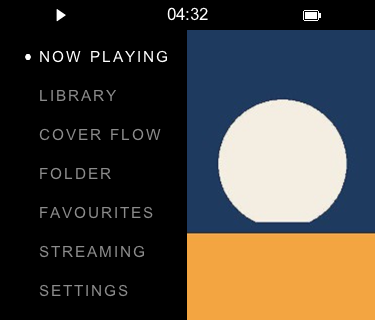 04:32
NOW PLAYING
LIBRARY
COVER FLOW
FOLDER
FAVOURITES
STREAMING
SETTINGS